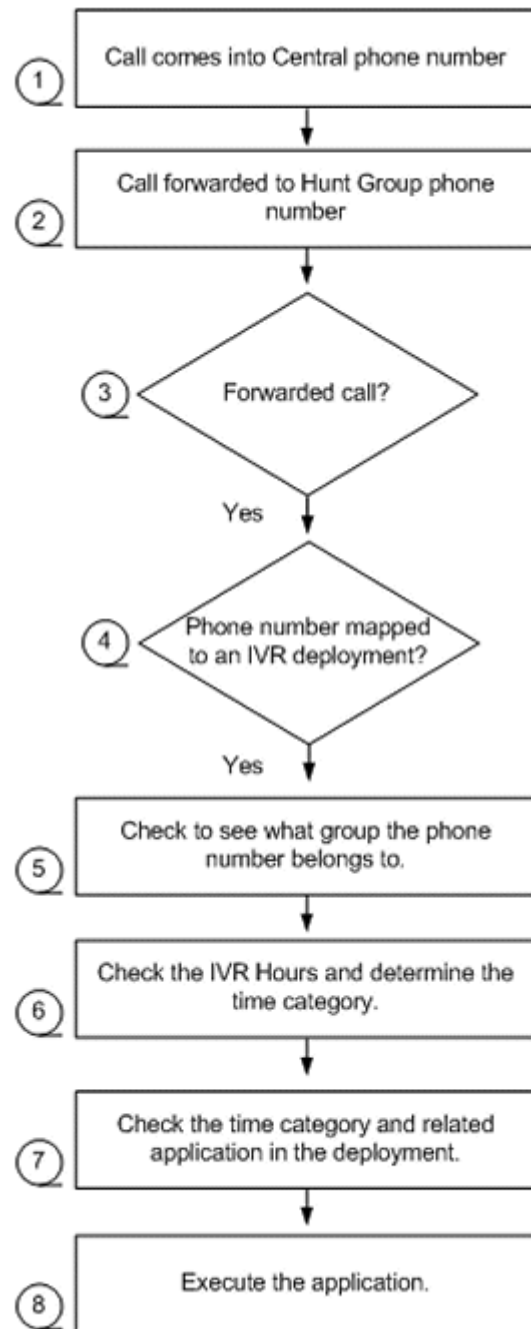 Call comes into Central phone number
1
Call forwarded to Hunt Group phone
number
2
Forwarded call?
3
Yes
Phone number mapped
to an IVR deployment?
4
Yes
Check to see what group the phone
number belongs to.
5
Check the IVR Hours and determine the
time category.
6
Check the time category and related
application in the deployment.
7
Execute the application.
8